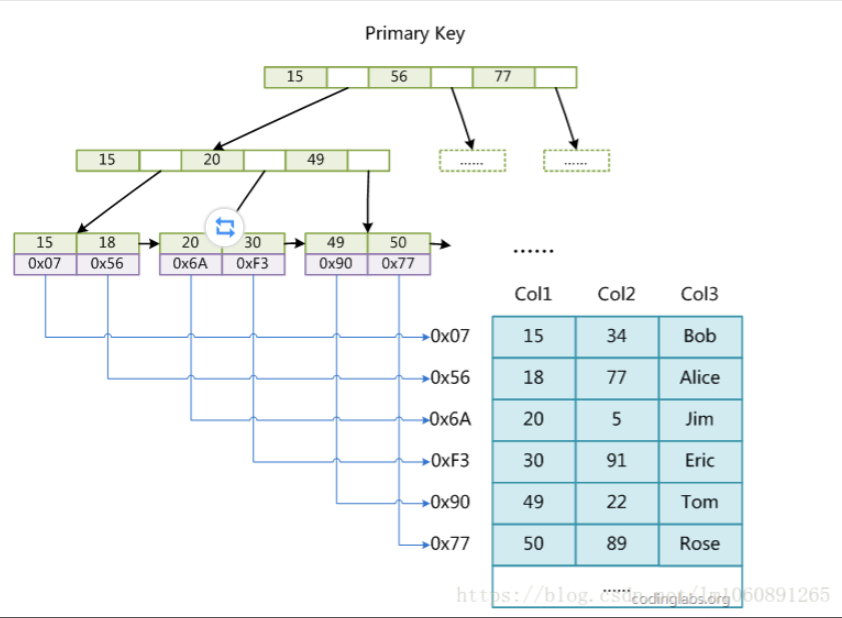 Primary Key
15 56 77
15 20 49
...... ......
15 18 20 30 49 50
0x07 0x56 0x6A 0xF3 0x90 0x77
......
Col1 Col2 Col3
0x07 15 34 Bob
0x56 18 77 Alice
0x6A 20 5 Jim
0xF3 30 91 Eric
0x90 49 22 Tom
0x77 50 89 Rose
......
https://blog.csdn.net/lm1060891265
codinglabs.org